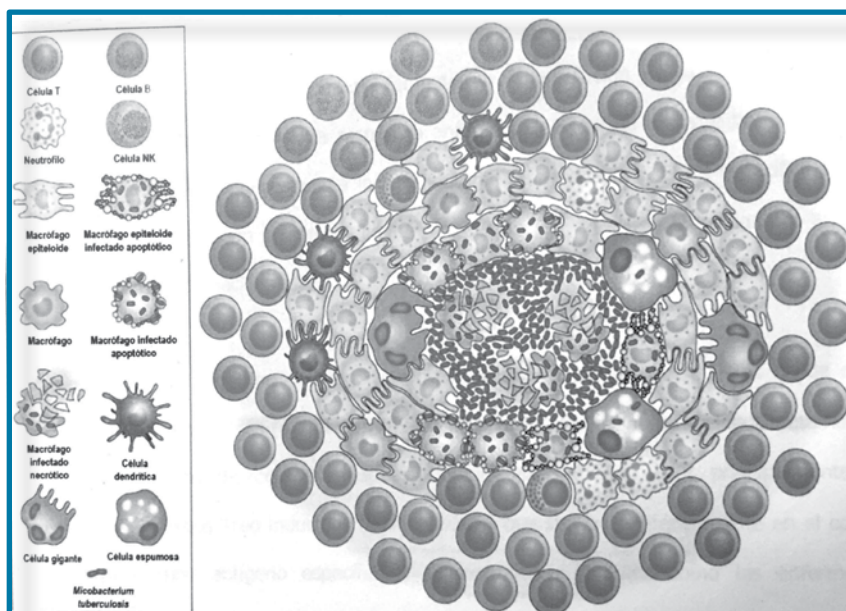 Célula T
Célula B
Neutrofilo
Célula NK
Macrófago
epiteloide
Macrófago epiteloide
infectado apoptótico
Macrófago
Macrófago infectado
apoptótico
Macrófago
infectado
necrótico
Célula
dendrítica
Célula gigante
Célula espumosa
Micobacterium
tuberculosis